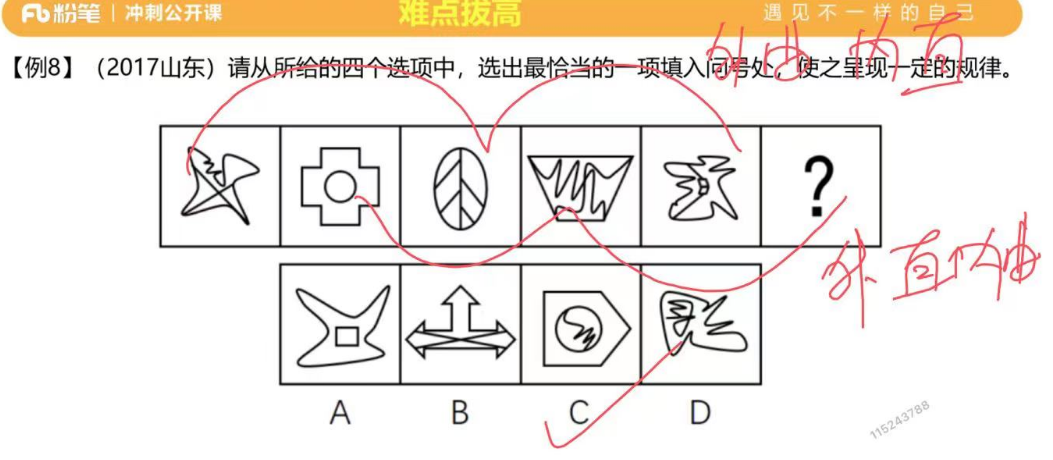 粉笔 | 冲刺公开课
难点拔高
遇见不一样的自己
外曲 内直
【例8】(2017山东)请从所给的四个选项中,选出最恰当的一项填入问号处,使之呈现一定的规律。
?
外直内曲
A
B
C
D
115243788